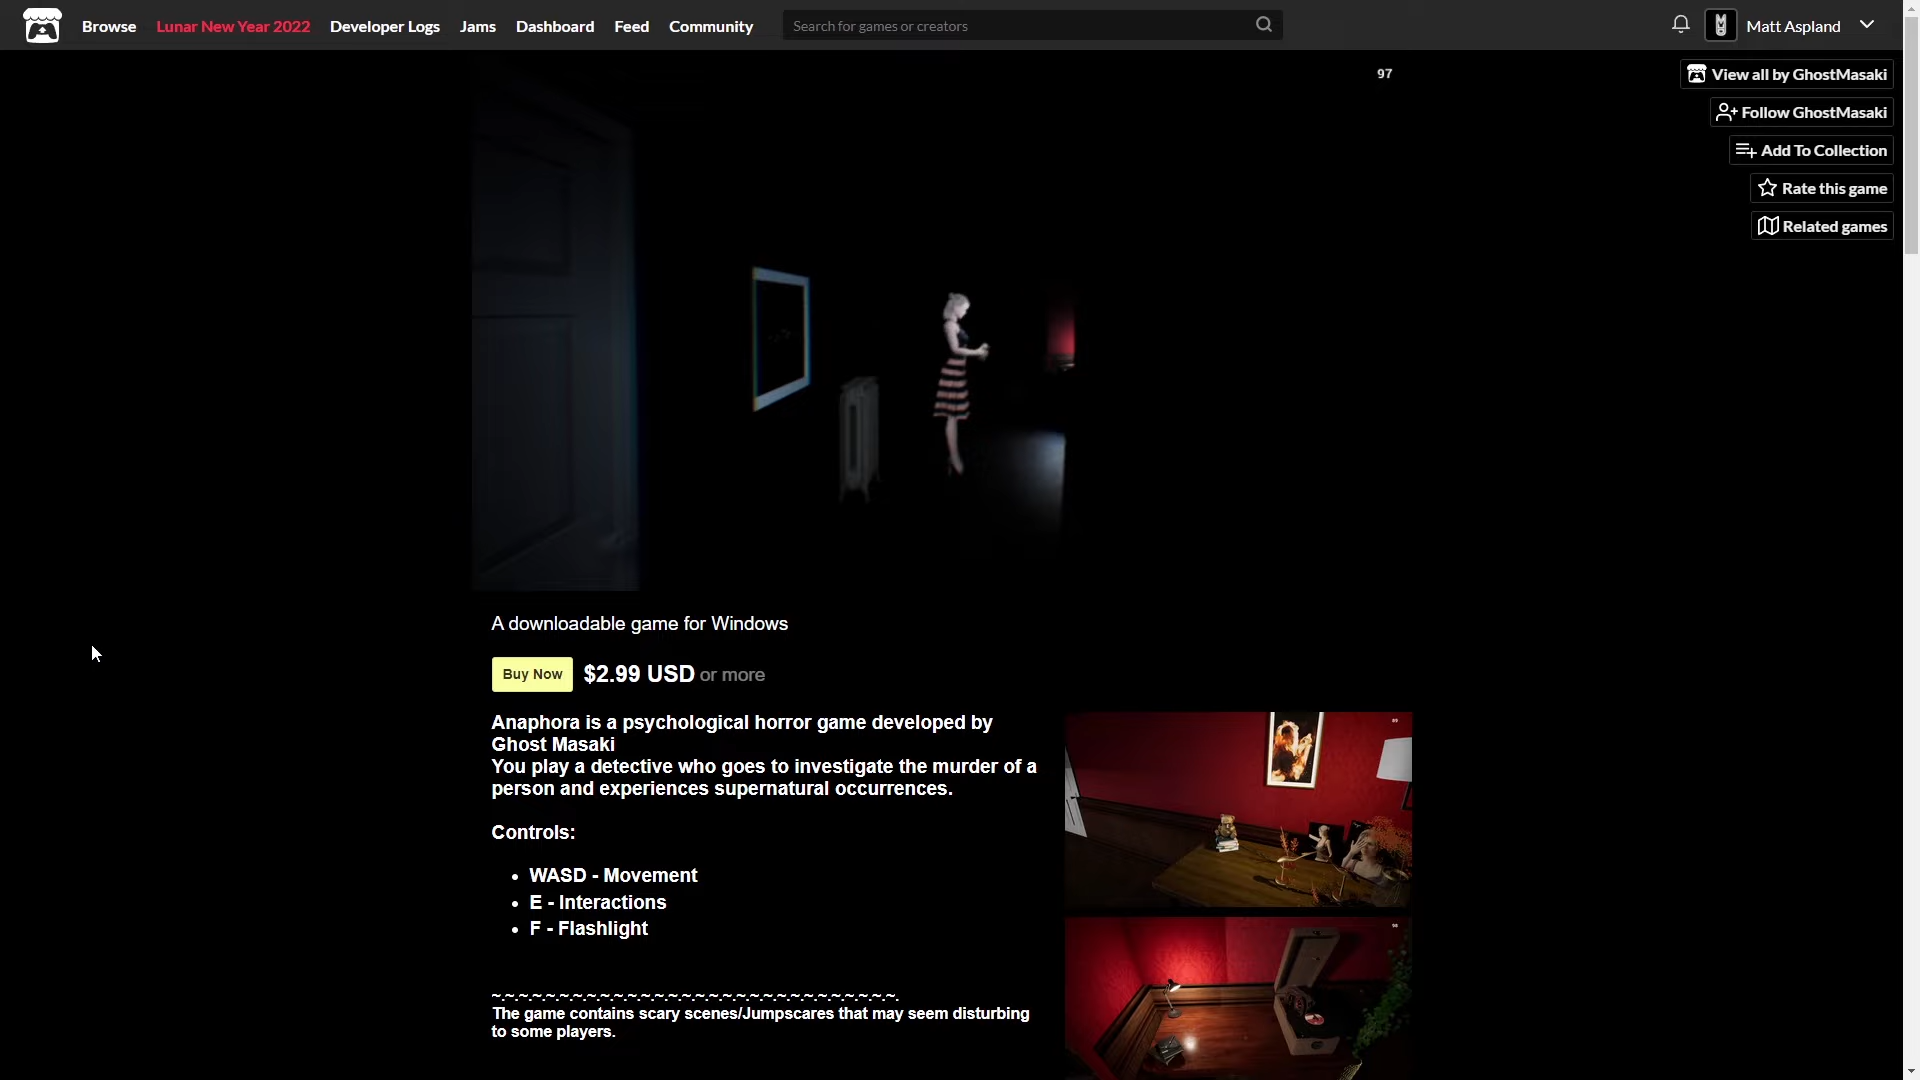 Browse Lunar New Year 2022 Developer Logs Jams Dashboard Feed Community Search for games or creators Matt Aspland
97
View all by GhostMasaki
Follow GhostMasaki
Add To Collection
Rate this game
Related games
A downloadable game for Windows
Buy Now $2.99 USD or more
Anaphora is a psychological horror game developed by
Ghost Masaki
You play a detective who goes to investigate the murder of a
person and experiences supernatural occurrences.
Controls:
• WASD - Movement
• E - Interactions
• F - Flashlight
~.~.~.~.~.~.~.~.~.~.~.~.~.~.~.~.~.~.~.~.~.~.~.~.~.~.~.~.~.~.
The game contains scary scenes/Jumpscares that may seem disturbing
to some players.